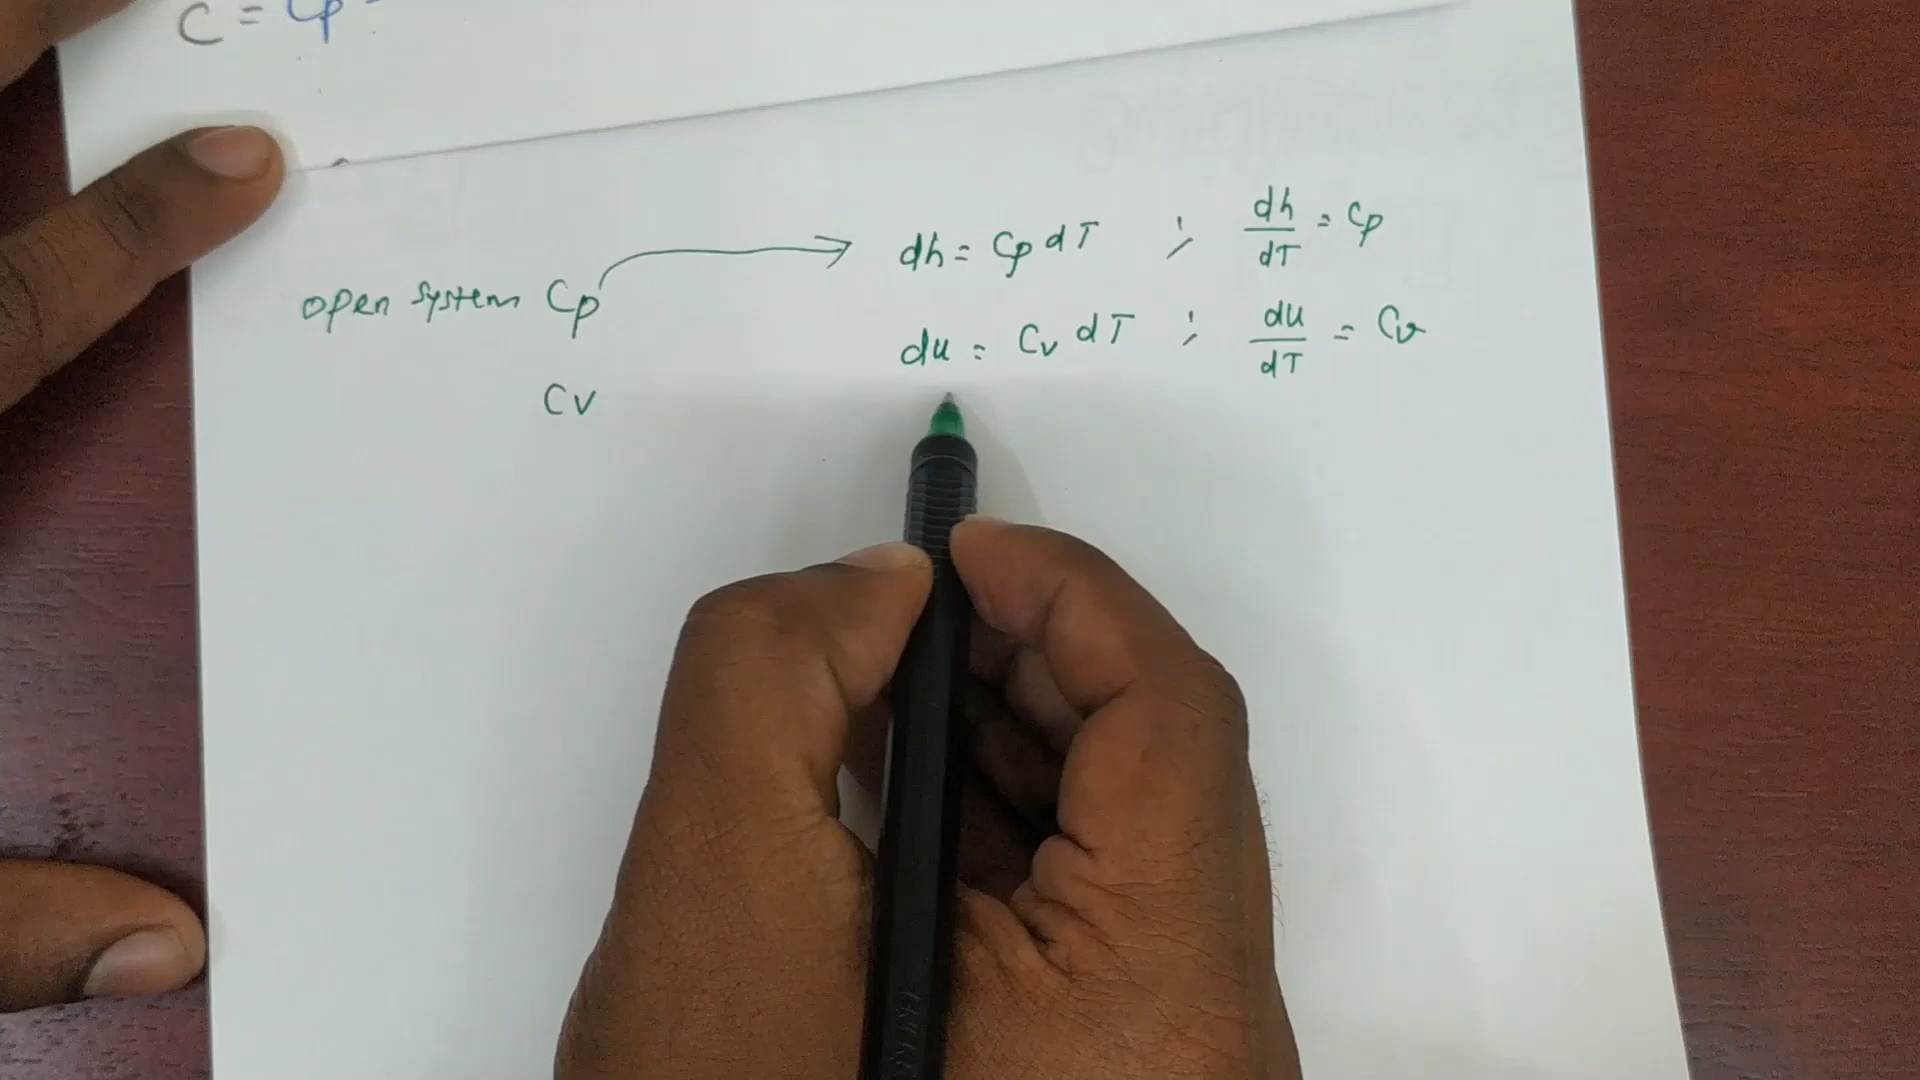 C = Cp
dh = Cp dT ; dh/dT = Cp
open system Cp
du = Cv dT ; du/dT = Cv
Cv